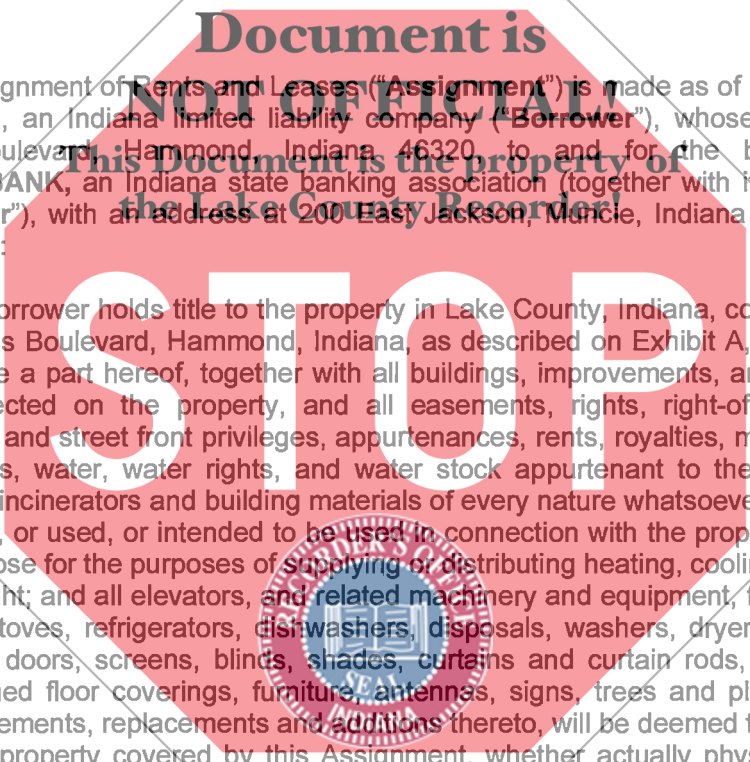 Document is
gnment of Rents and Leases (“Assignment”) is made as of
NOT OFFICIAL!
, an Indiana limited liability company (“Borrower”), whose
ulevard, Hammond, Indiana 46320, to and for the b
This Document is the property of
ANK, an Indiana state banking association (together with i
the Lake County Recorder!
r”), with an address at 200 East Jackson, Muncie, Indiana
:
orrower holds title to the property in Lake County, Indiana, co
s Boulevard, Hammond, Indiana, as described on Exhibit A,
e a part hereof, together with all buildings, improvements, a
ected on the property, and all easements, rights, right-of
and street front privileges, appurtenances, rents, royalties, m
s, water, water rights, and water stock appurtenant to the
incinerators and building materials of every nature whatsoeve
, or used, or intended to be used in connection with the prop
ose for the purposes of supplying or distributing heating, coolin
ht; and all elevators, and related machinery and equipment, f
toves, refrigerators, dishwashers, disposals, washers, dryer
doors, screens, blinds, shades, curtains and curtain rods,
ed floor coverings, furniture, antennas, signs, trees and pl
ements, replacements and additions thereto, will be deemed t
property covered by this Assignment, whether actually phys
STOP
RECORDER'S OFFICE
SEAL
INDIANA